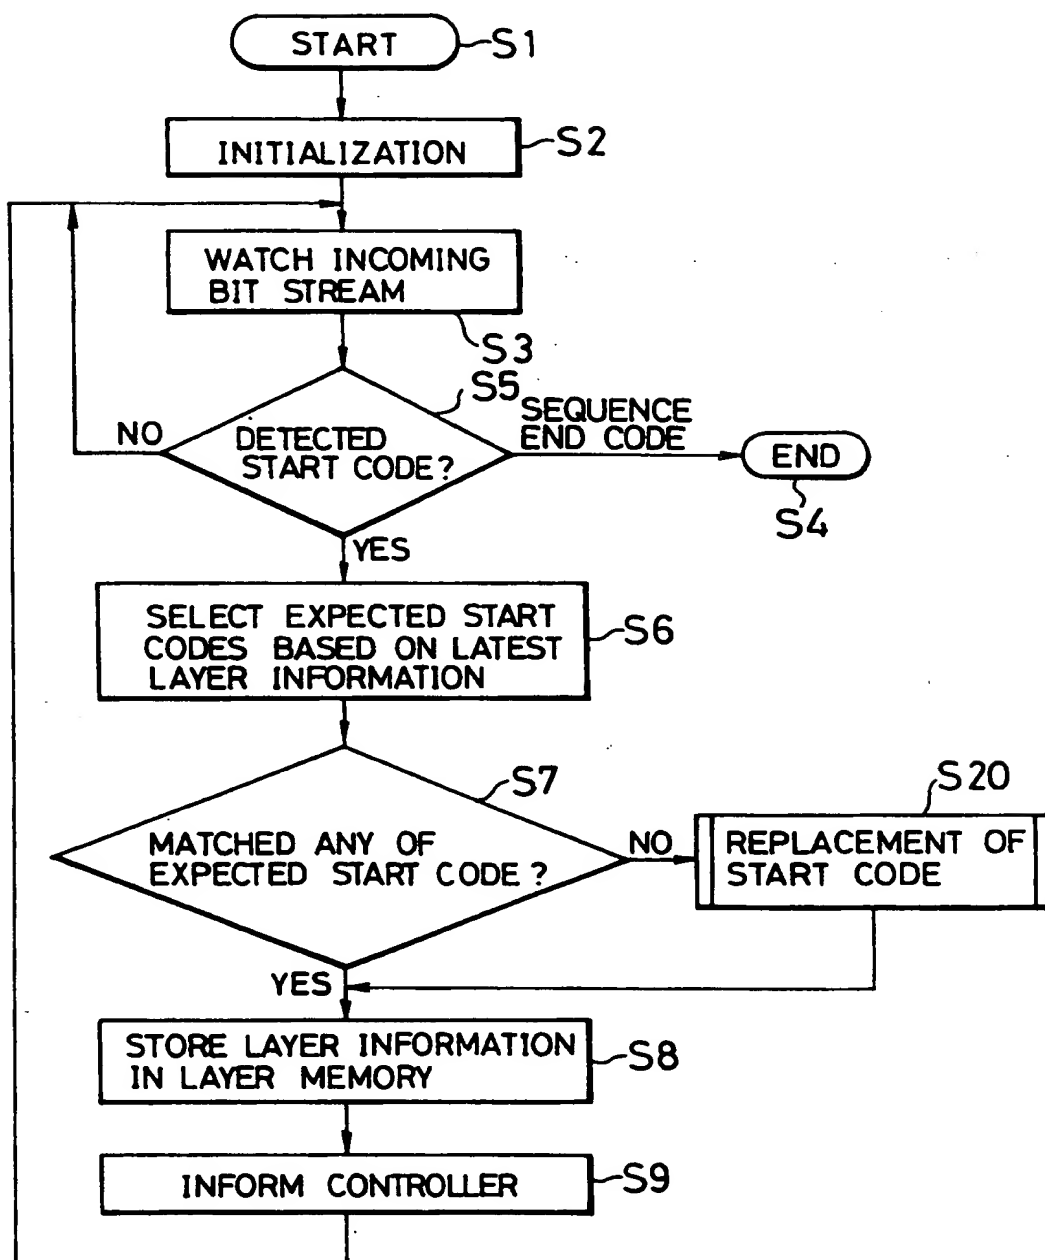 START
S1
INITIALIZATION
S2
WATCH INCOMING
BIT STREAM
S3
S5
NO
DETECTED
START CODE?
SEQUENCE
END CODE
END
S4
YES
SELECT EXPECTED START
CODES BASED ON LATEST
LAYER INFORMATION
S6
S7
MATCHED ANY OF
EXPECTED START CODE ?
NO
S20
REPLACEMENT OF
START CODE
YES
STORE LAYER INFORMATION
IN LAYER MEMORY
S8
INFORM CONTROLLER
S9